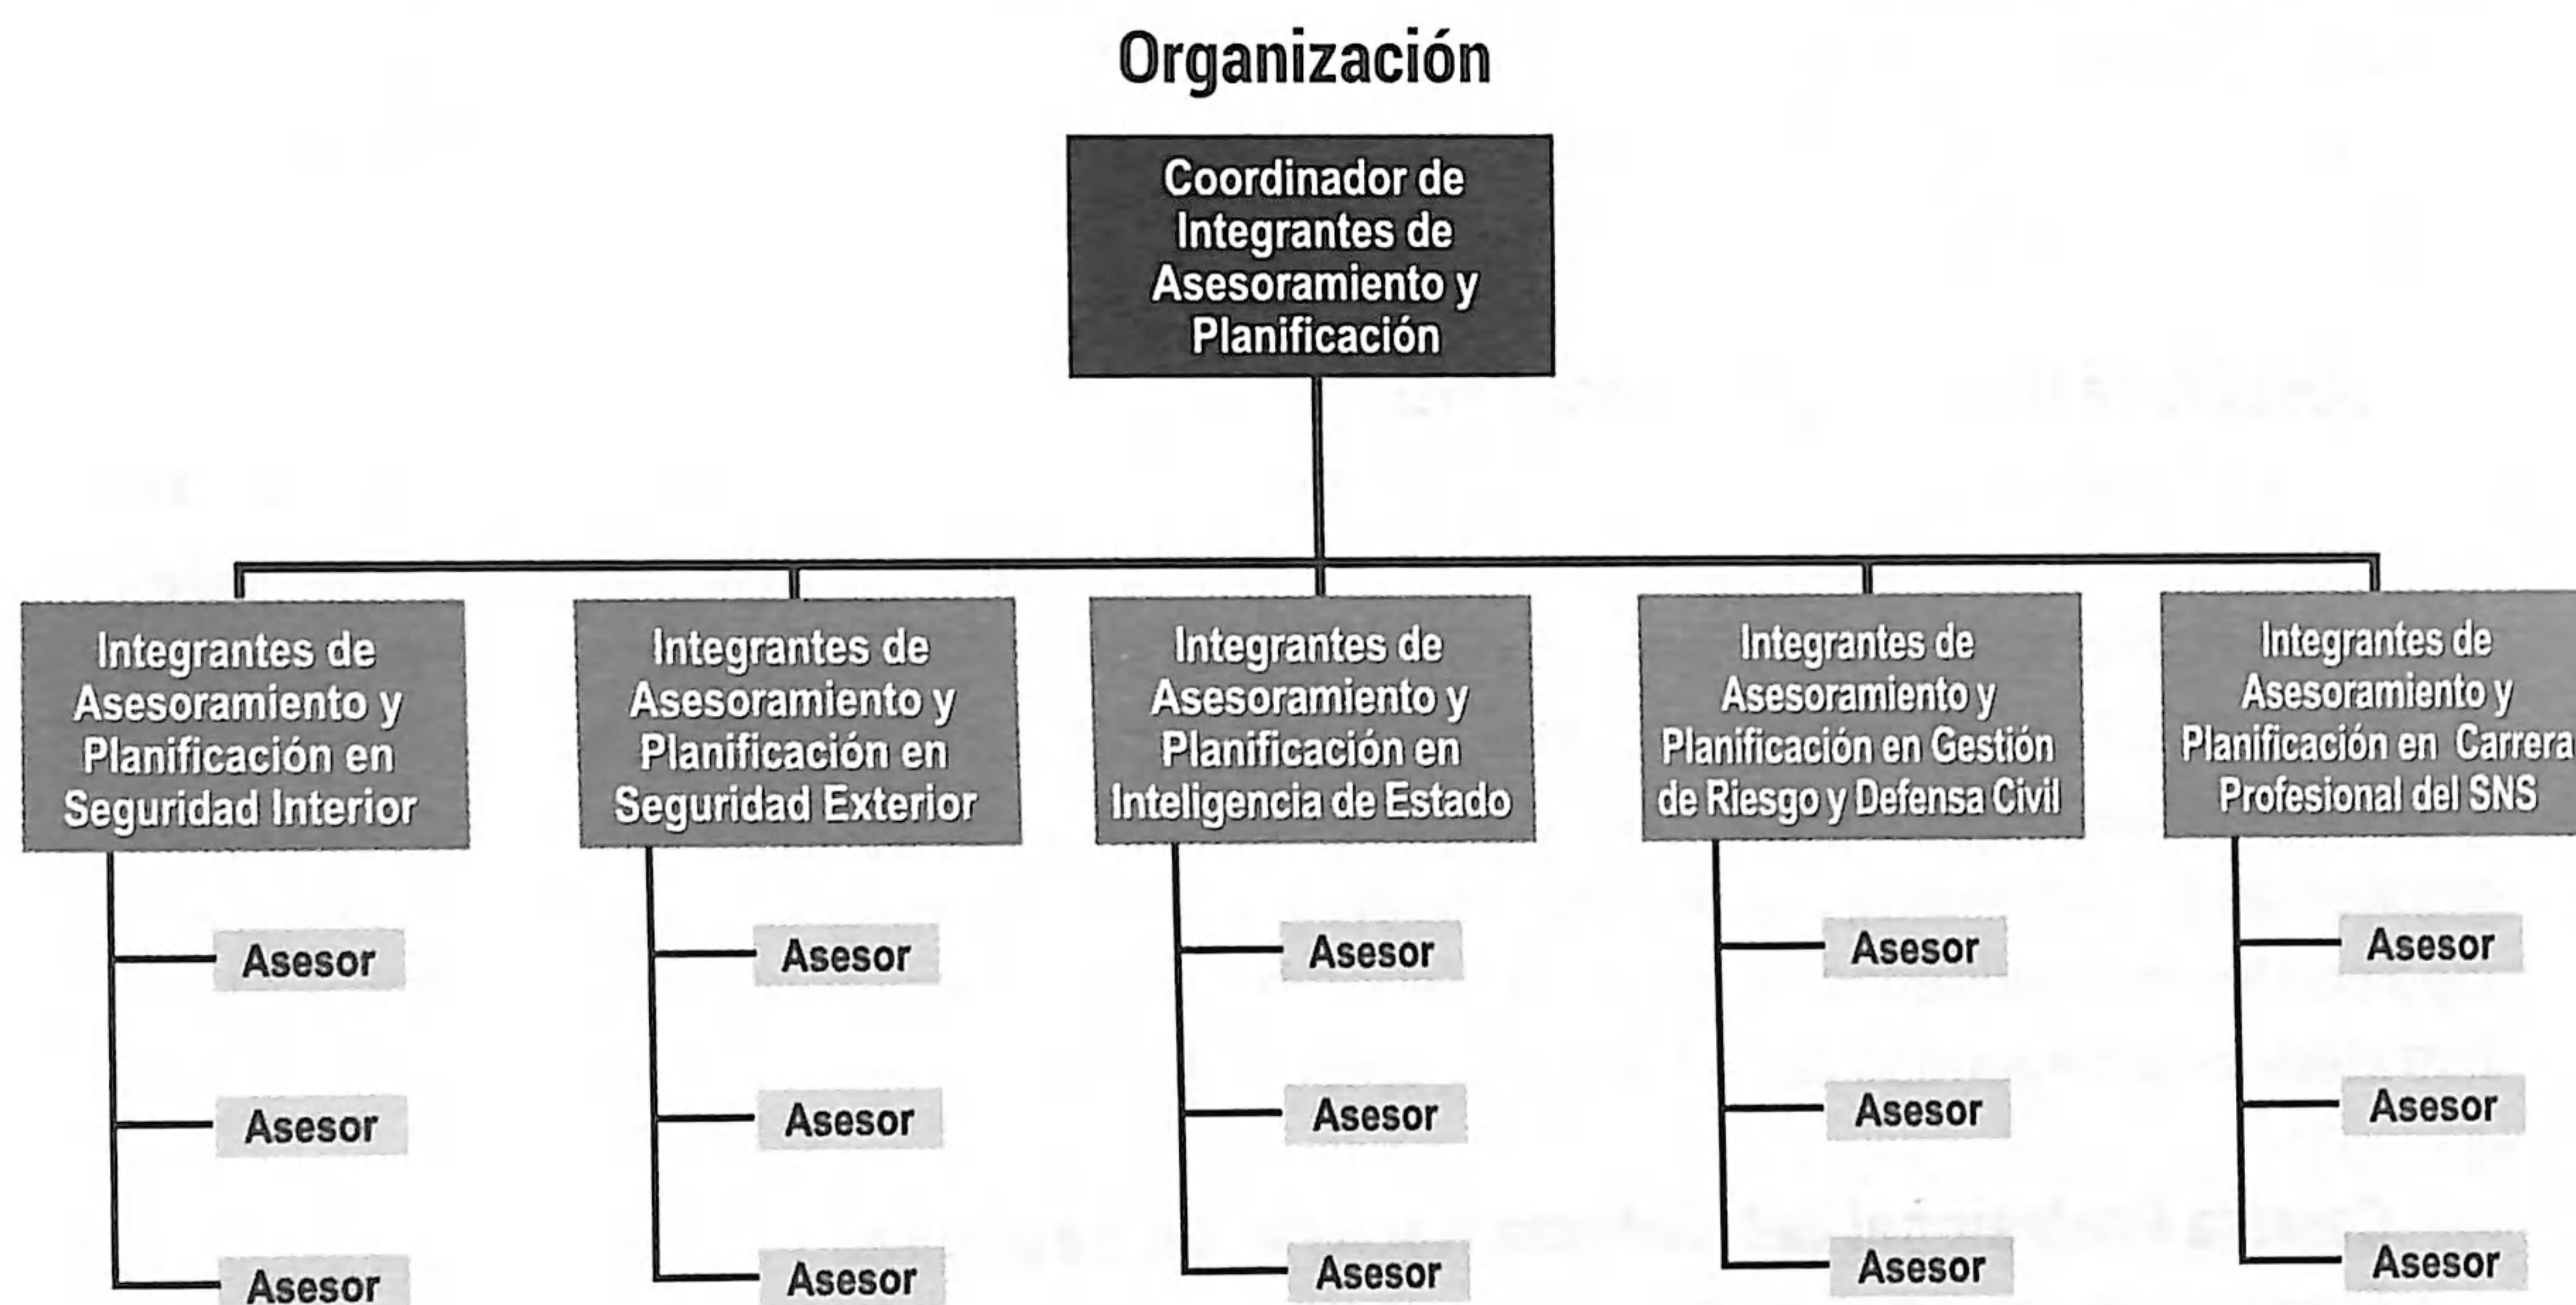 Organización
Coordinador de
Integrantes de
Asesoramiento y
Planificación
Integrantes de
Asesoramiento y
Planificación en
Seguridad Interior
Asesor
Asesor
Asesor
Integrantes de
Asesoramiento y
Planificación en
Seguridad Exterior
Asesor
Asesor
Asesor
Integrantes de
Asesoramiento y
Planificación en
Inteligencia de Estado
Asesor
Asesor
Asesor
Integrantes de
Asesoramiento y
Planificación en Gestión
de Riesgo y Defensa Civil
Asesor
Asesor
Asesor
Integrantes de
Asesoramiento y
Planificación en Carrera
Profesional del SNS
Asesor
Asesor
Asesor